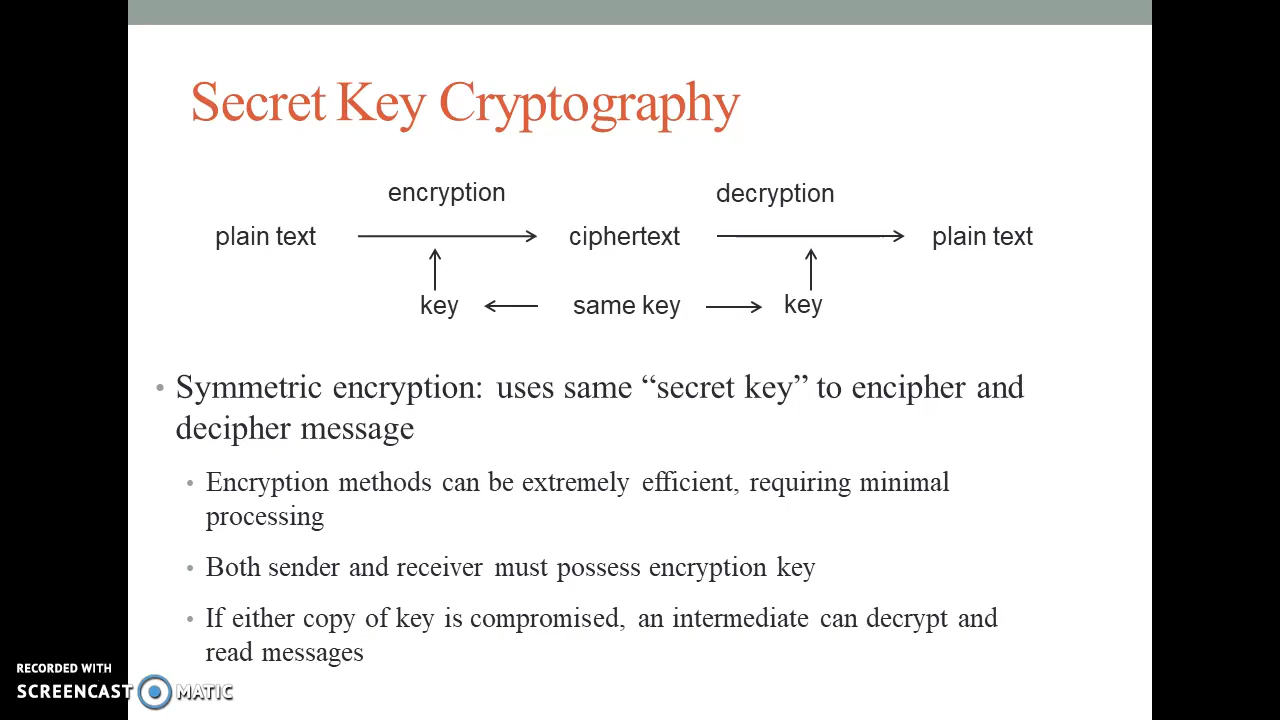 Secret Key Cryptography
encryption decryption
plain text ciphertext plain text
key same key key
• Symmetric encryption: uses same “secret key” to encipher and
decipher message
• Encryption methods can be extremely efficient, requiring minimal
processing
• Both sender and receiver must possess encryption key
• If either copy of key is compromised, an intermediate can decrypt and
read messages
RECORDED WITH
SCREENCAST MATIC